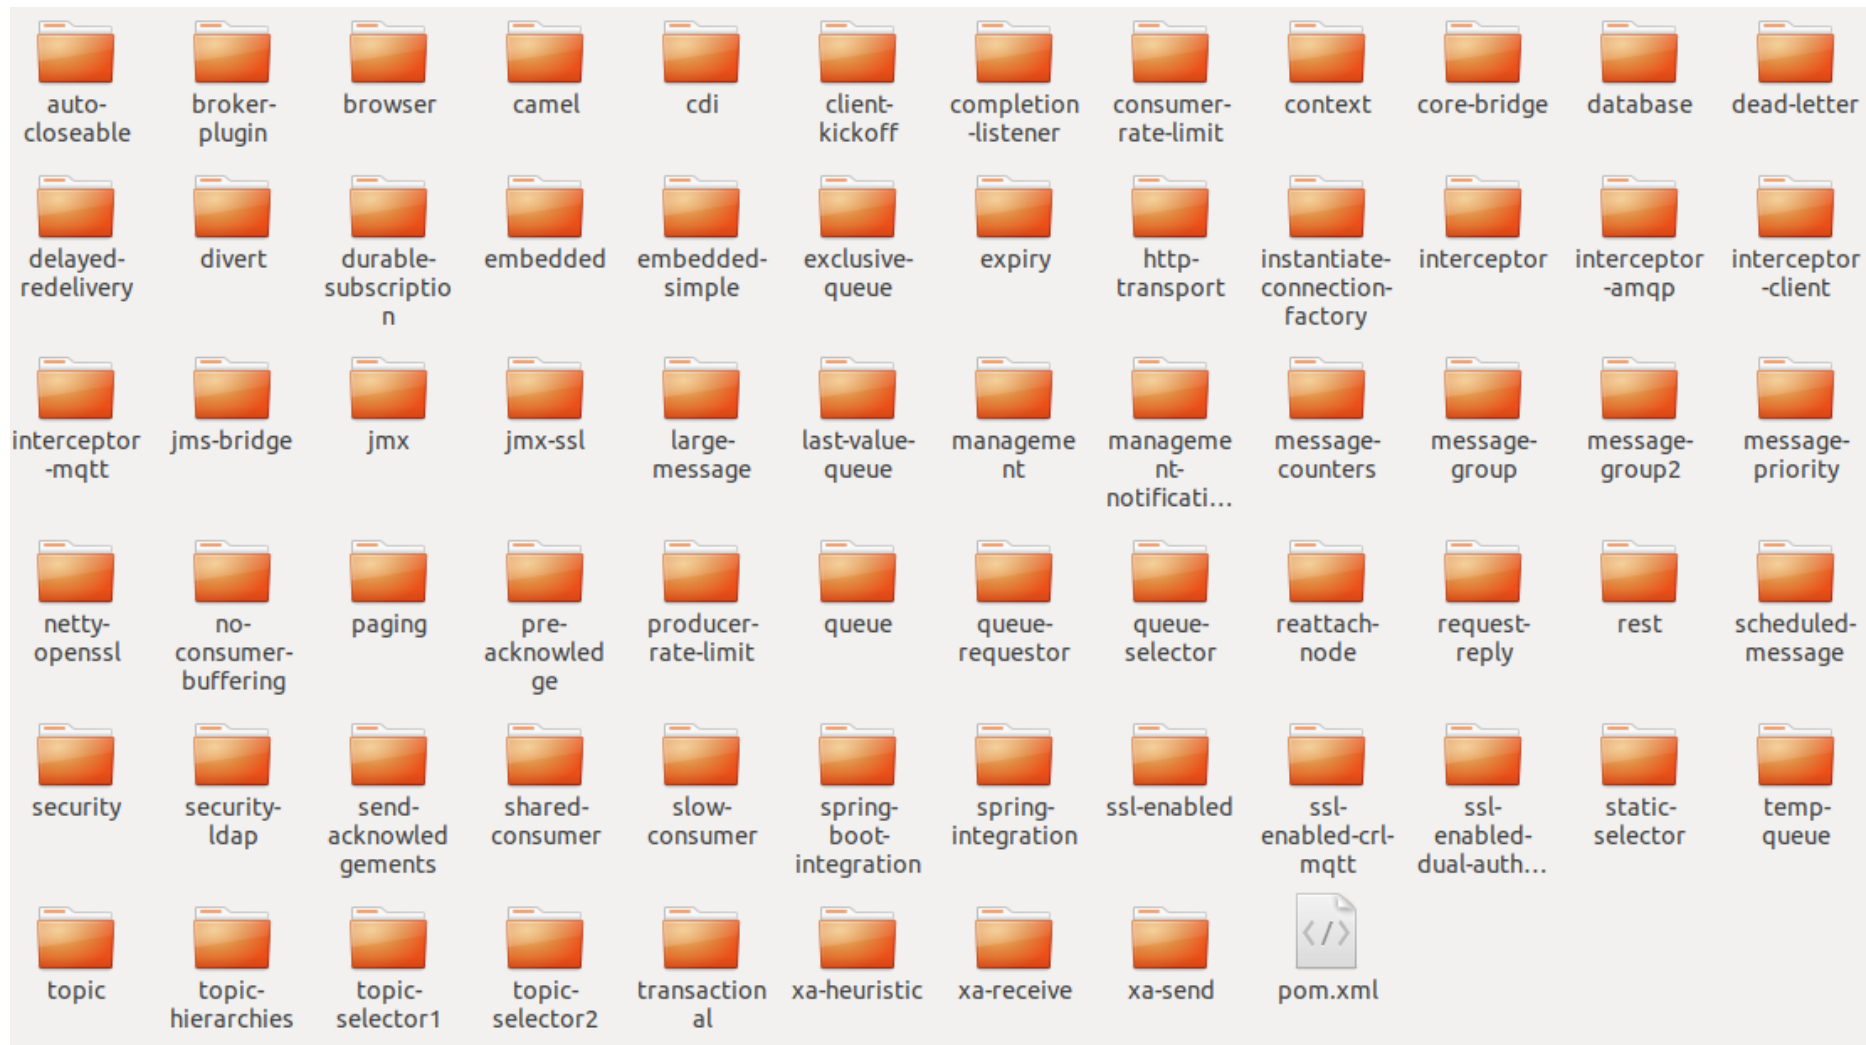 auto-
closeable
broker-
plugin
browser
camel
cdi
client-
kickoff
completion
-listener
consumer-
rate-limit
context
core-bridge
database
dead-letter
delayed-
redelivery
divert
durable-
subscriptio
n
embedded
embedded-
simple
exclusive-
queue
expiry
http-
transport
instantiate-
connection-
factory
interceptor
interceptor
-amqp
interceptor
-client
interceptor
-mqtt
jms-bridge
jmx
jmx-ssl
large-
message
last-value-
queue
manageme
nt
manageme
nt-
notificati...
message-
counters
message-
group
message-
group2
message-
priority
netty-
openssl
no-
consumer-
buffering
paging
pre-
acknowled
ge
producer-
rate-limit
queue
queue-
requestor
queue-
selector
reattach-
node
request-
reply
rest
scheduled-
message
security
security-
ldap
send-
acknowled
gements
shared-
consumer
slow-
consumer
spring-
boot-
integration
spring-
integration
ssl-enabled
ssl-
enabled-crl-
mqtt
ssl-
enabled-
dual-auth...
static-
selector
temp-
queue
topic
topic-
hierarchies
topic-
selector1
topic-
selector2
transaction
al
xa-heuristic
xa-receive
xa-send
</>
pom.xml